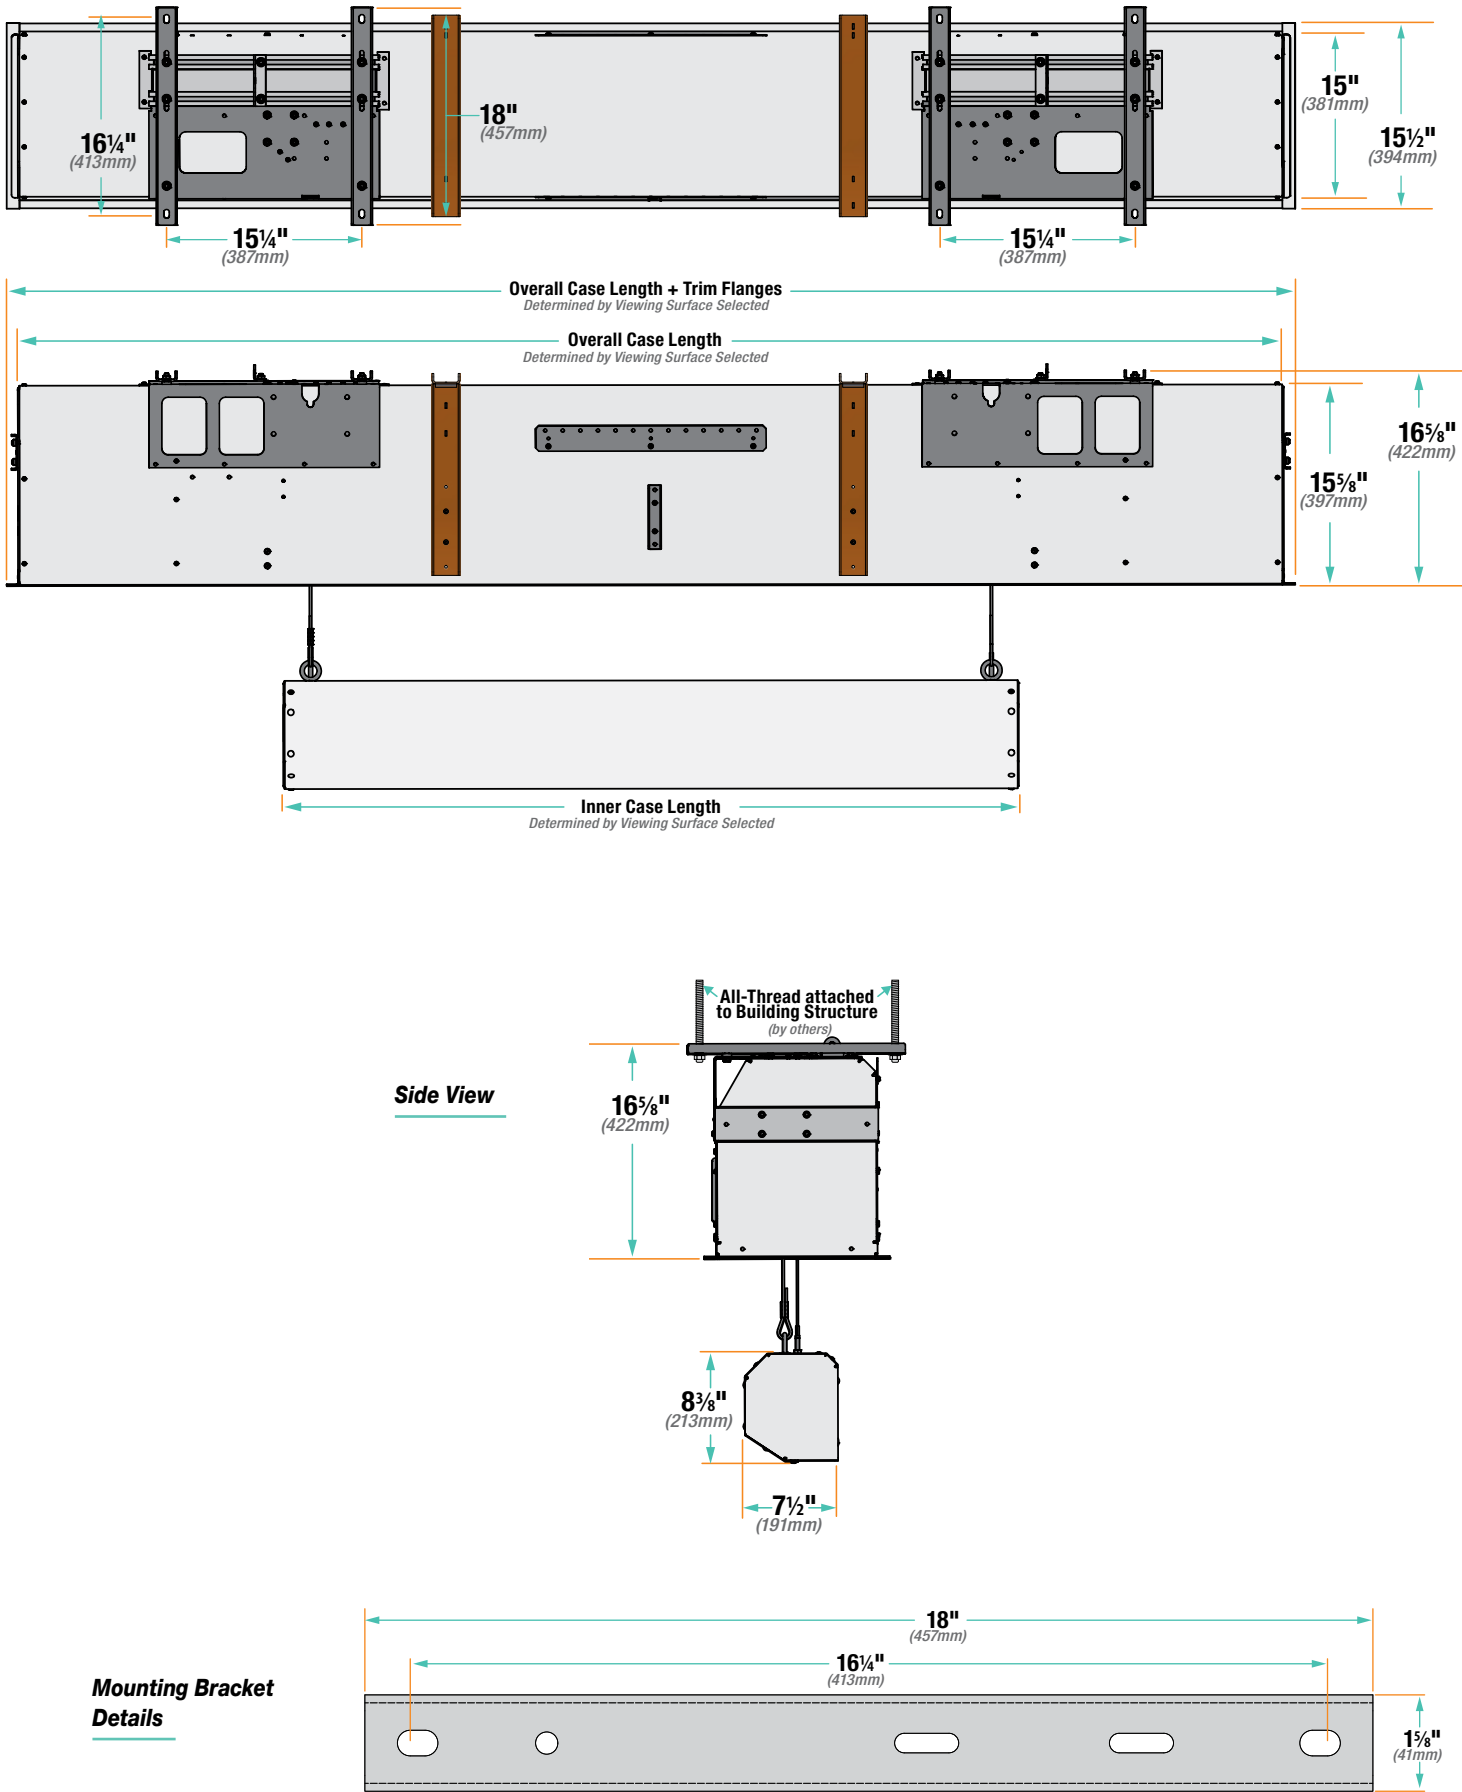 16¼"
(413mm)
18"
(457mm)
15"
(381mm)
15½"
(394mm)
15¼"
(387mm)
15¼"
(387mm)
Overall Case Length + Trim Flanges
Determined by Viewing Surface Selected
Overall Case Length
Determined by Viewing Surface Selected
16⅝"
(422mm)
15⅝"
(397mm)
Inner Case Length
Determined by Viewing Surface Selected
All-Thread attached
to Building Structure
(by others)
Side View
16⅝"
(422mm)
8⅜"
(213mm)
7½"
(191mm)
18"
(457mm)
16¼"
(413mm)
Mounting Bracket
Details
1⅝"
(41mm)